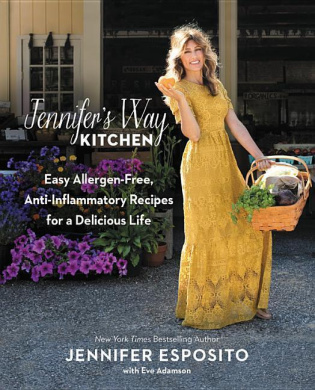 Jennifer's Way
KITCHEN
Easy Allergen-Free,
Anti-Inflammatory Recipes
for a Delicious Life
New York Times Bestselling Author
JENNIFER ESPOSITO
with Eve Adamson